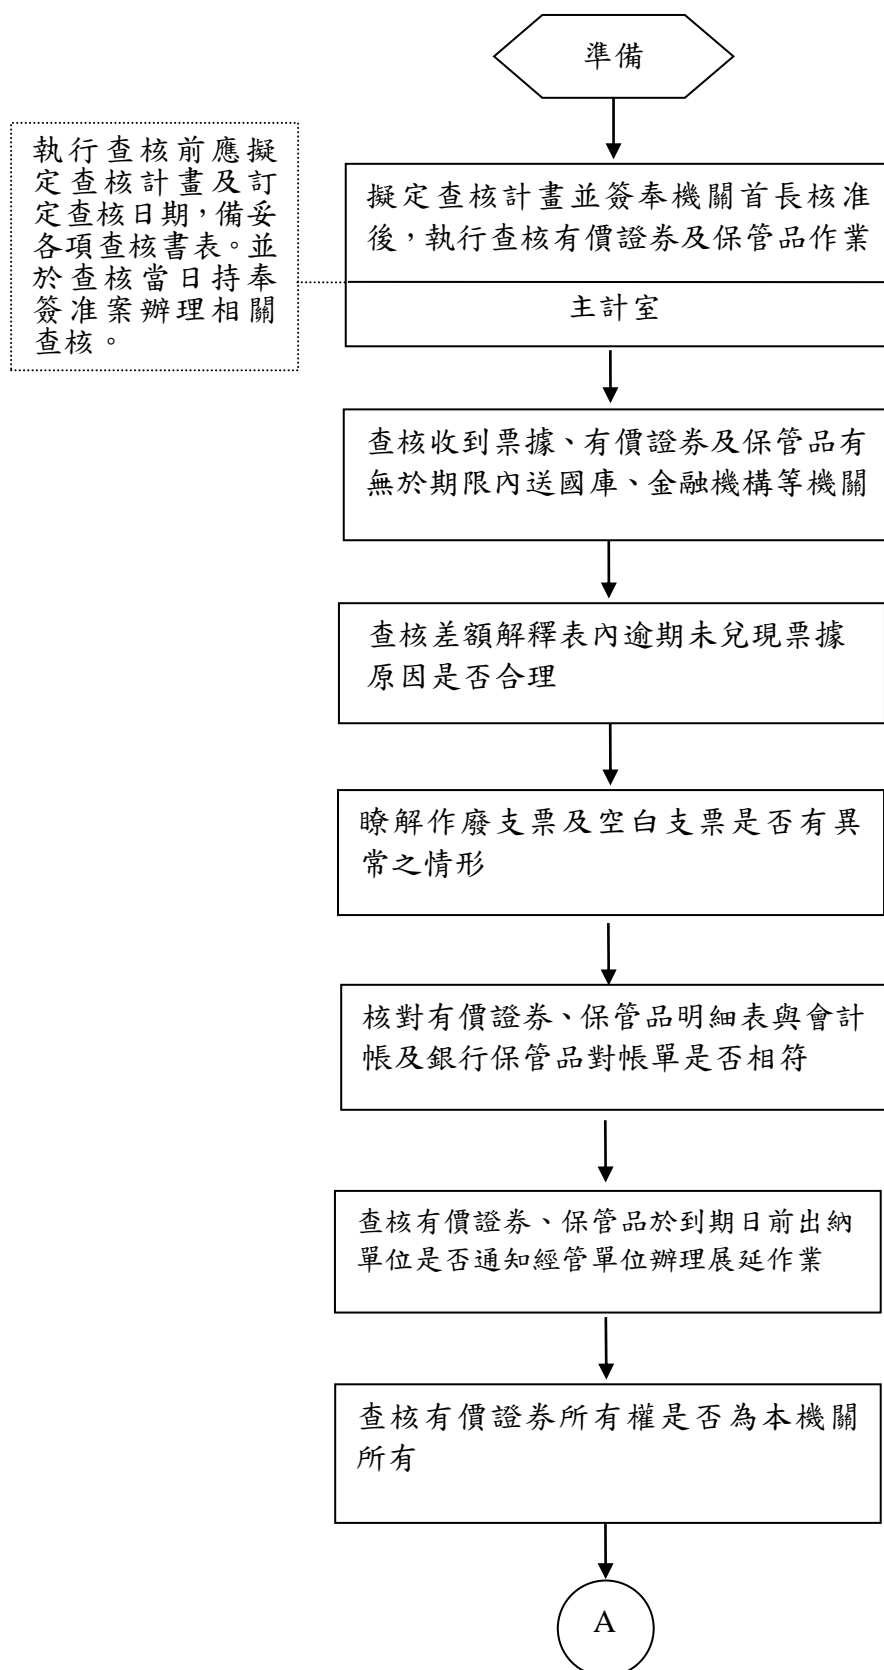 準備
執行查核前應擬
定查核計畫及訂
定查核日期，備妥
各項查核書表。並
於查核當日持奉
簽准案辦理相關
查核。
擬定查核計畫並簽奉機關首長核准
後，執行查核有價證券及保管品作業
主計室
查核收到票據、有價證券及保管品有
無於期限內送國庫、金融機構等機關
查核差額解釋表內逾期未兌現票據
原因是否合理
瞭解作廢支票及空白支票是否有異
常之情形
核對有價證券、保管品明細表與會計
帳及銀行保管品對帳單是否相符
查核有價證券、保管品於到期日前出納
單位是否通知經管單位辦理展延作業
查核有價證券所有權是否為本機關
所有
A